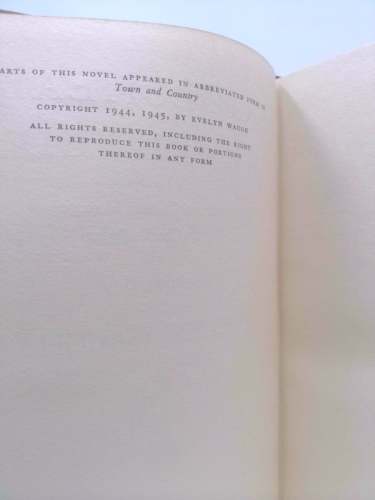 ARTS OF THIS NOVEL APPEARED IN ABBREVIATED FORM IN
Town and Country
COPYRIGHT 1944, 1945, BY EVELYN WAUGH
ALL RIGHTS RESERVED, INCLUDING THE RIGHT
TO REPRODUCE THIS BOOK OR PORTIONS
THEREOF IN ANY FORM